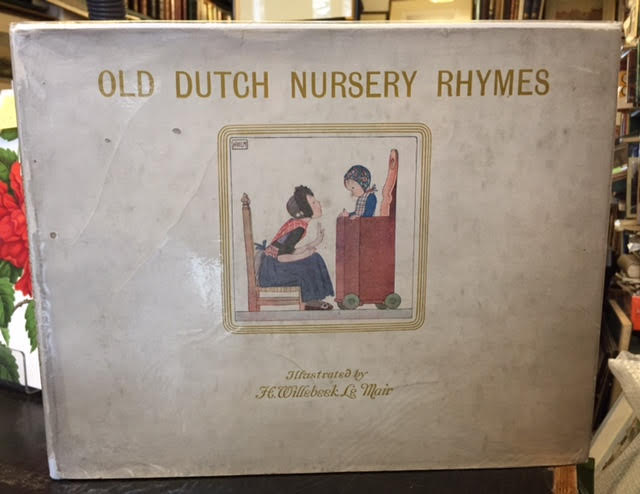 OLD DUTCH NURSERY RHYMES
Illustrated by
H. Willebeek Le Mair